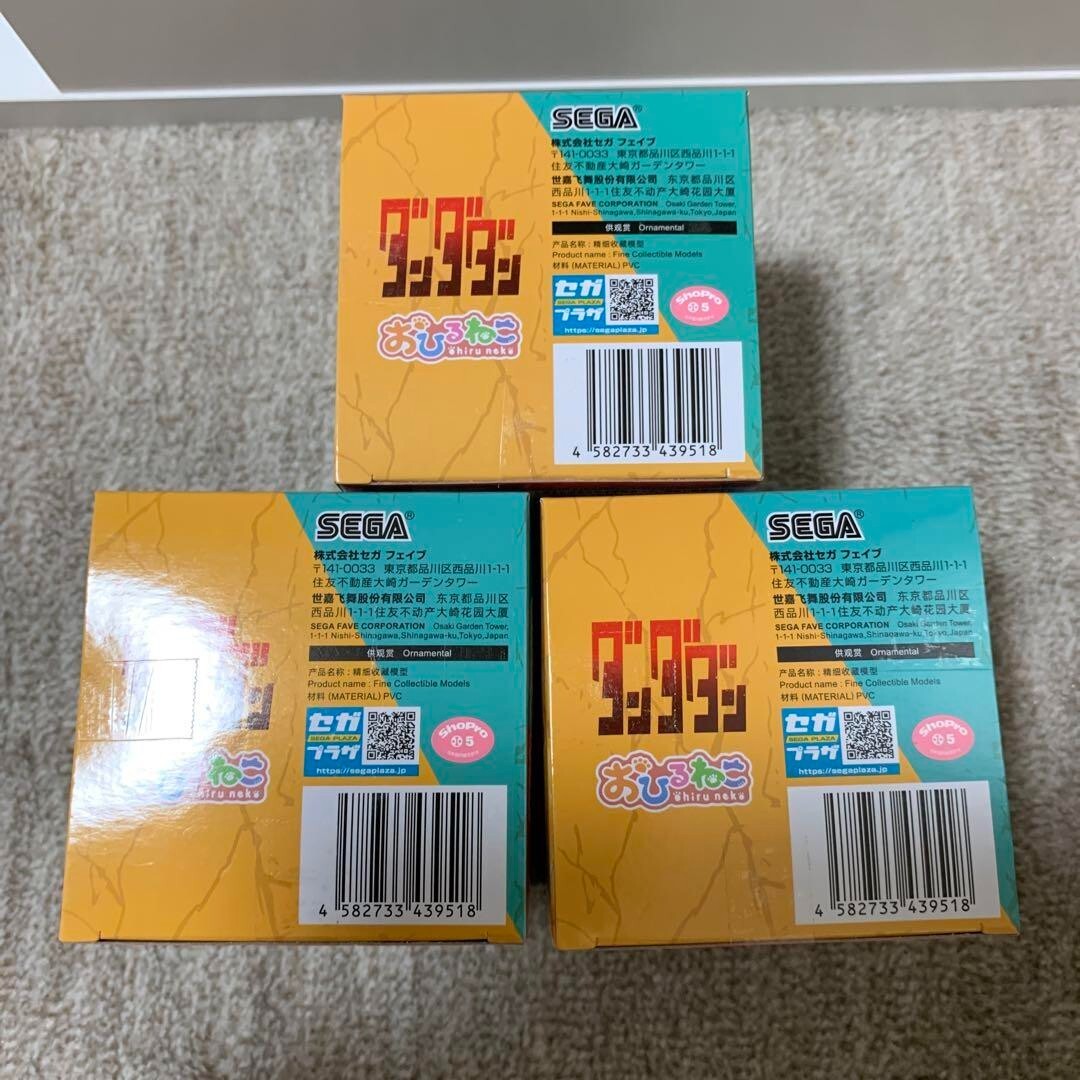 SEGA®
株式会社セガ フェイブ
〒141-0033 東京都品川区西品川1-1-1
住友不動産大崎ガーデンタワー
世嘉飞舞股份有限公司 东京都品川区
西品川1-1-1住友不动产大崎花园大厦
SEGA FAVE CORPORATION Osaki Garden Tower,
1-1-1 Nishi-Shinagawa,Shinagawa-ku,Tokyo,Japan
供观赏 Ornamental
产品名称:精细收藏模型
Product name : Fine Collectible Models
材料 (MATERIAL) PVC
ダンダダン
おひるねこ
Ohiru neko
セガ
SEGA PLAZA
プラザ
https://segaplaza.jp
ShoPro
5
4 582733 439518
SEGA®
株式会社セガ フェイブ
〒141-0033 東京都品川区西品川1-1-1
住友不動産大崎ガーデンタワー
世嘉飞舞股份有限公司 东京都品川区
西品川1-1-1住友不动产大崎花园大厦
SEGA FAVE CORPORATION Osaki Garden Tower,
1-1-1 Nishi-Shinagawa,Shinagawa-ku,Tokyo,Japan
供观赏 Ornamental
产品名称:精细收藏模型
Product name : Fine Collectible Models
材料 (MATERIAL) PVC
るねこ
hiru neko
セガ
SEGA PLAZA
プラザ
https://segaplaza.jp
ShoPro
5
4 582733 439518
SEGA®
株式会社セガ フェイブ
〒141-0033 東京都品川区西品川1-1-1
住友不動産大崎ガーデンタワー
世嘉飞舞股份有限公司 东京都品川区
西品川1-1-1住友不动产大崎花园大厦
SEGA FAVE CORPORATION Osaki Garden Tower,
1-1-1 Nishi-Shinagawa,Shinagawa-ku,Tokyo,Japan
供观赏 Ornamental
产品名称:精细收藏模型
Product name : Fine Collectible Models
材料 (MATERIAL) PVC
ダンダダン
おひるねこ
Ohiru neko
セガ
SEGA PLAZA
プラザ
https://segaplaza.jp
ShoPro
5
4 582733 439518